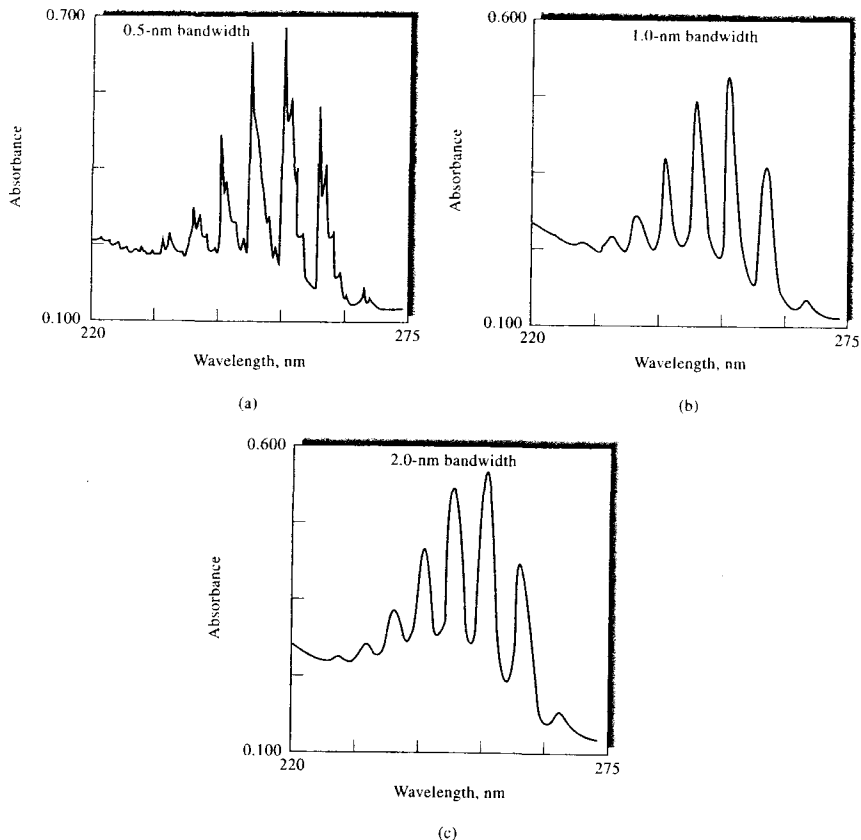 0.700
0.5-nm bandwidth
Absorbance
0.100
220
275
Wavelength, nm
(a)
0.600
1.0-nm bandwidth
Absorbance
0.100
220
275
Wavelength, nm
(b)
0.600
2.0-nm bandwidth
Absorbance
0.100
220
275
Wavelength, nm
(c)